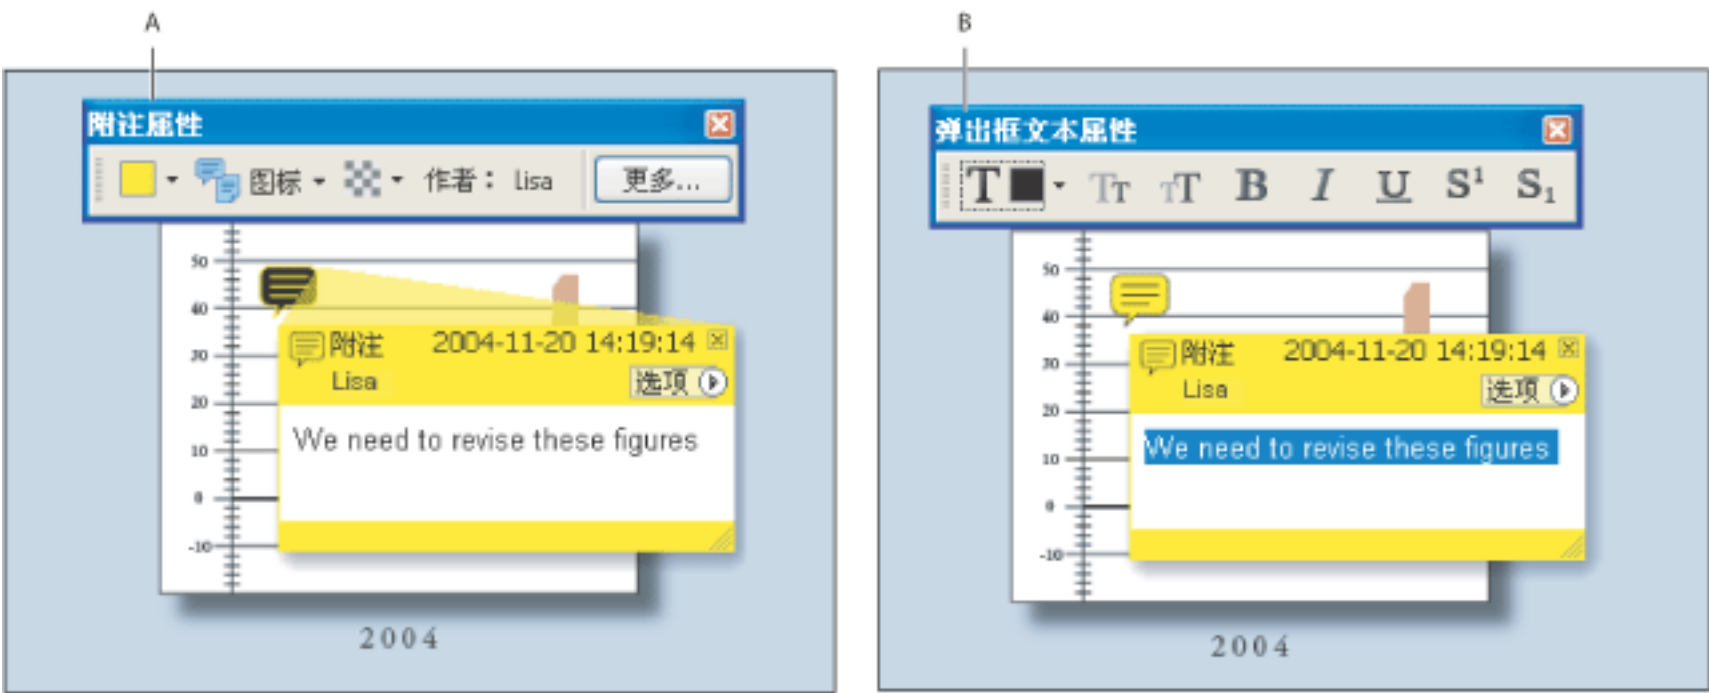 A
附注属性
图标
作者： lisa
更多...
50
40
30
20
10
0
-10
附注 2004-11-20 14:19:14
Lisa
选项
We need to revise these figures
2004
B
弹出框文本属性
T TT TT B I U S¹ S₁
50
40
30
20
10
0
-10
附注 2004-11-20 14:19:14
Lisa
选项
We need to revise these figures
2004